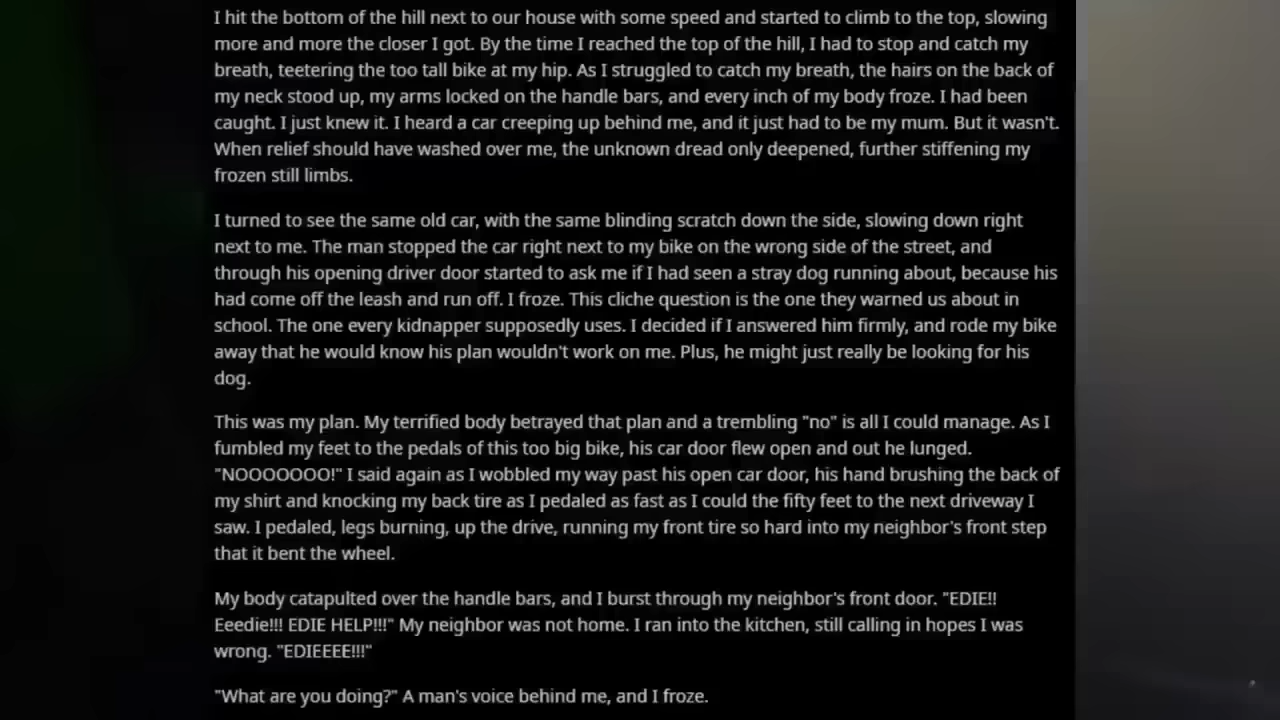 I hit the bottom of the hill next to our house with some speed and started to climb to the top, slowing
more and more the closer I got. By the time I reached the top of the hill, I had to stop and catch my
breath, teetering the too tall bike at my hip. As I struggled to catch my breath, the hairs on the back of
my neck stood up, my arms locked on the handle bars, and every inch of my body froze. I had been
caught. I just knew it. I heard a car creeping up behind me, and it just had to be my mum. But it wasn't.
When relief should have washed over me, the unknown dread only deepened, further stiffening my
frozen still limbs.
I turned to see the same old car, with the same blinding scratch down the side, slowing down right
next to me. The man stopped the car right next to my bike on the wrong side of the street, and
through his opening driver door started to ask me if I had seen a stray dog running about, because his
had come off the leash and run off. I froze. This cliche question is the one they warned us about in
school. The one every kidnapper supposedly uses. I decided if I answered him firmly, and rode my bike
away that he would know his plan wouldn't work on me. Plus, he might just really be looking for his
dog.
This was my plan. My terrified body betrayed that plan and a trembling "no" is all I could manage. As I
fumbled my feet to the pedals of this too big bike, his car door flew open and out he lunged.
"NOOOOOOO!" I said again as I wobbled my way past his open car door, his hand brushing the back of
my shirt and knocking my back tire as I pedaled as fast as I could the fifty feet to the next driveway I
saw. I pedaled, legs burning, up the drive, running my front tire so hard into my neighbor's front step
that it bent the wheel.
My body catapulted over the handle bars, and I burst through my neighbor's front door. "EDIE!!
Eeedie!!! EDIE HELP!!!" My neighbor was not home. I ran into the kitchen, still calling in hopes I was
wrong. "EDIEEEE!!!"
"What are you doing?" A man's voice behind me, and I froze.